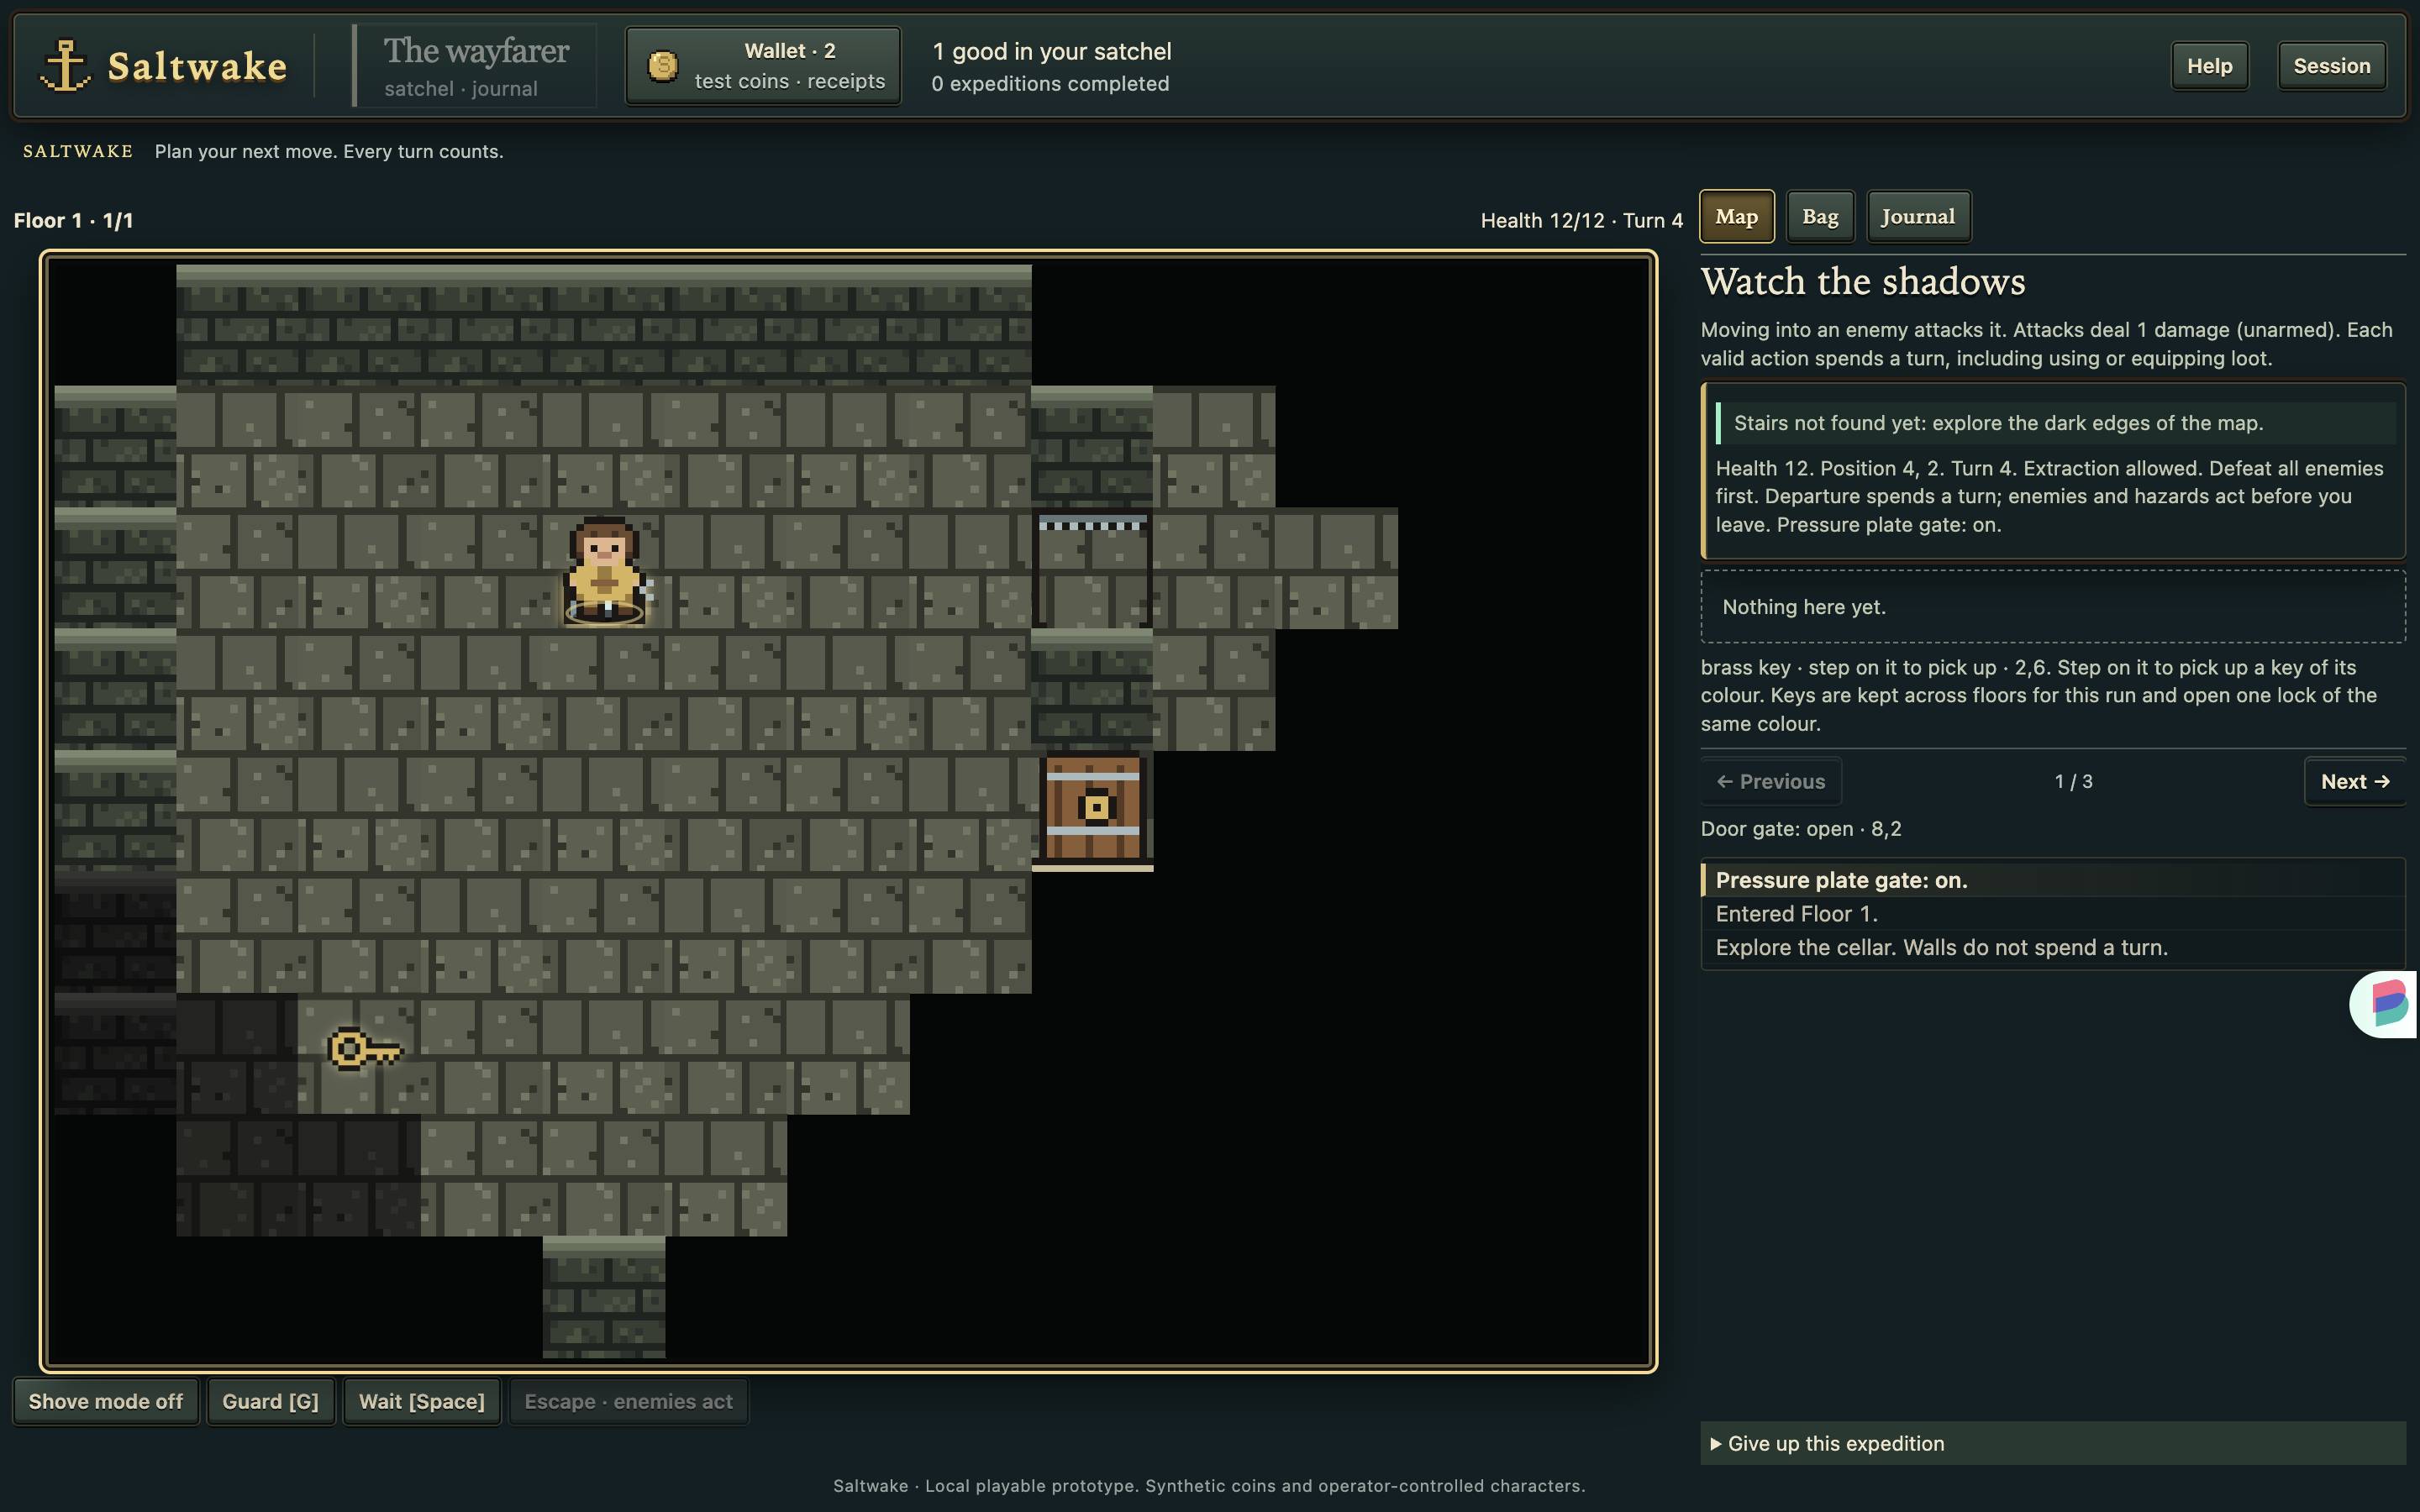 Saltwake
The wayfarer
satchel · journal
Wallet · 2
test coins · receipts
1 good in your satchel
0 expeditions completed
Help
Session
SALTWAKE Plan your next move. Every turn counts.
Floor 1 · 1/1
Health 12/12 · Turn 4
Map
Bag
Journal
Watch the shadows
Moving into an enemy attacks it. Attacks deal 1 damage (unarmed). Each
valid action spends a turn, including using or equipping loot.
Stairs not found yet: explore the dark edges of the map.
Health 12. Position 4, 2. Turn 4. Extraction allowed. Defeat all enemies
first. Departure spends a turn; enemies and hazards act before you
leave. Pressure plate gate: on.
Nothing here yet.
brass key · step on it to pick up · 2,6. Step on it to pick up a key of its
colour. Keys are kept across floors for this run and open one lock of the
same colour.
← Previous
1 / 3
Next →
Door gate: open · 8,2
Pressure plate gate: on.
Entered Floor 1.
Explore the cellar. Walls do not spend a turn.
Shove mode off
Guard [G]
Wait [Space]
Escape · enemies act
▶ Give up this expedition
Saltwake · Local playable prototype. Synthetic coins and operator-controlled characters.